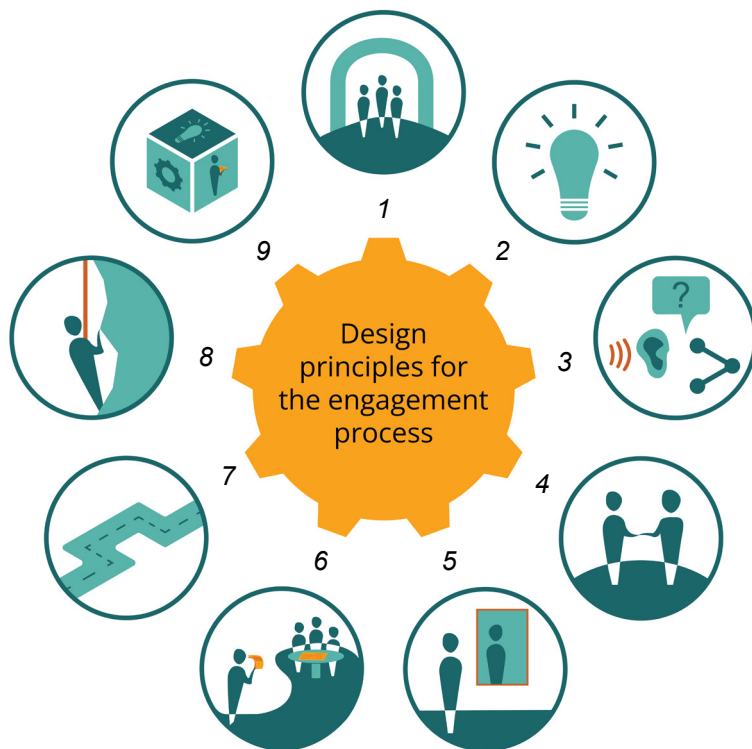 1
2
3
4
5
6
7
8
9
?
Design
principles for
the engagement
process